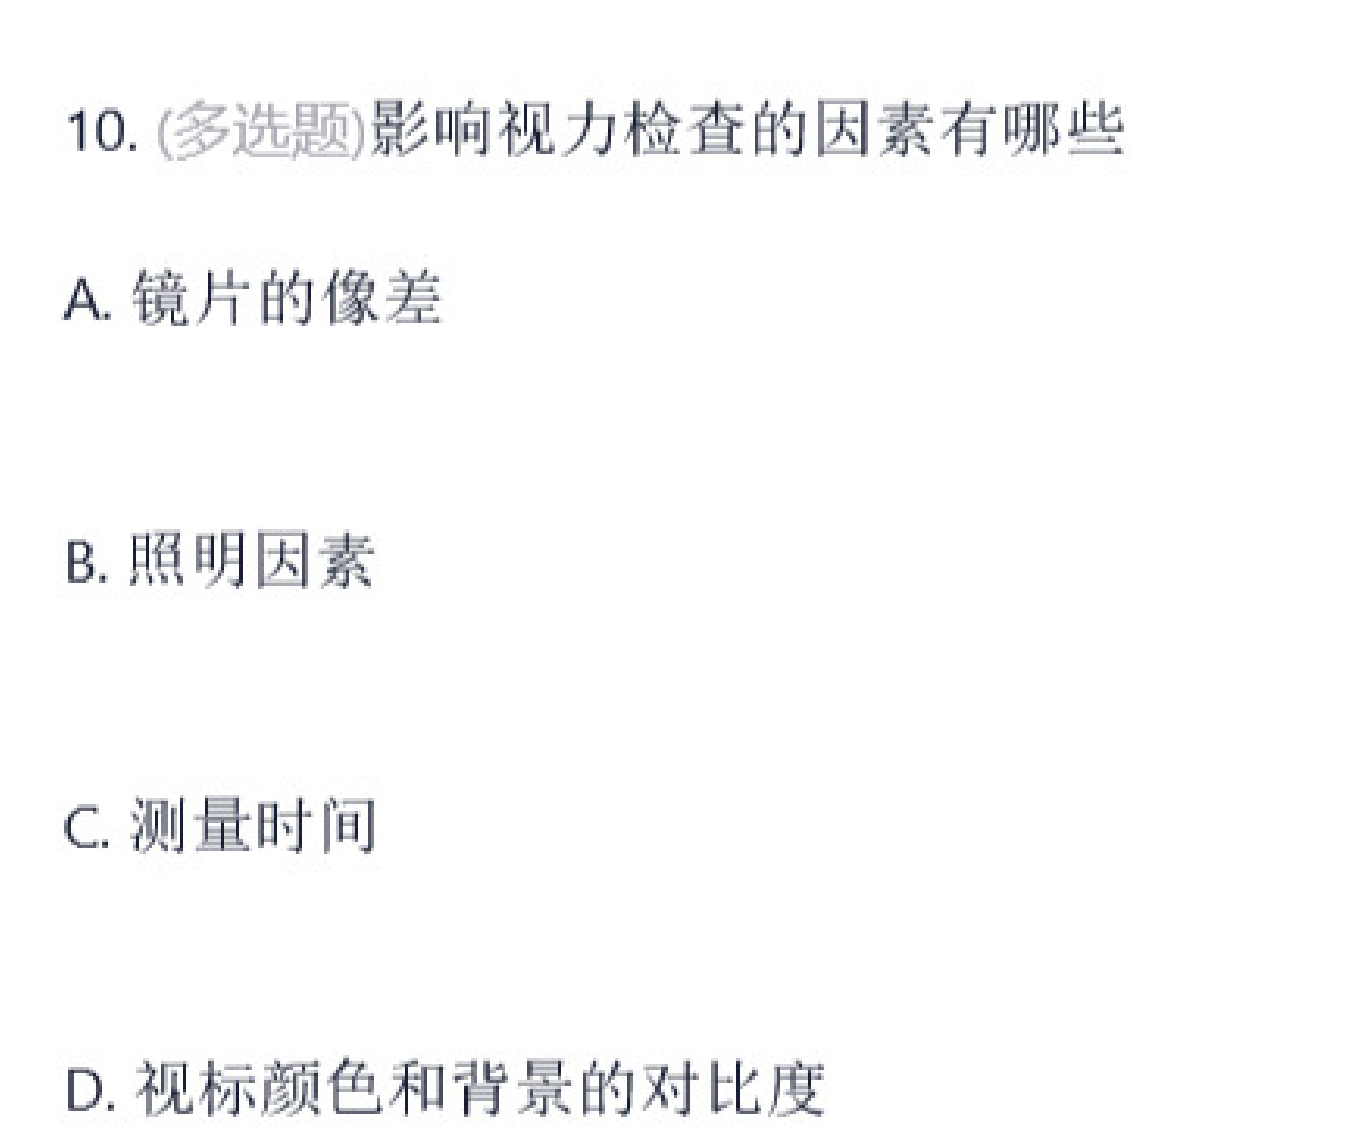 10. (多选题)影响视力检查的因素有哪些
A. 镜片的像差
B. 照明因素
C. 测量时间
D. 视标颜色和背景的对比度